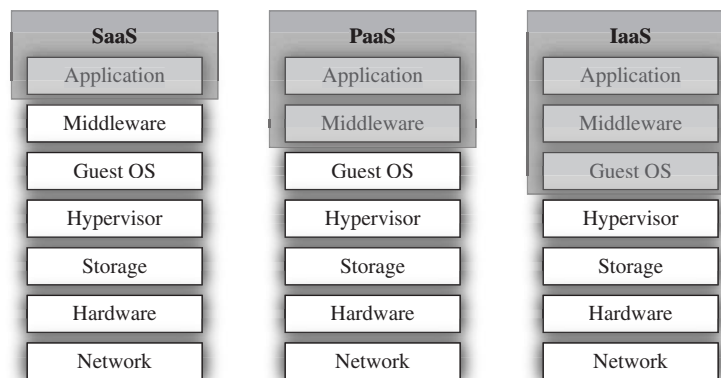 SaaS
Application
Middleware
Guest OS
Hypervisor
Storage
Hardware
Network
PaaS
Application
Middleware
Guest OS
Hypervisor
Storage
Hardware
Network
IaaS
Application
Middleware
Guest OS
Hypervisor
Storage
Hardware
Network